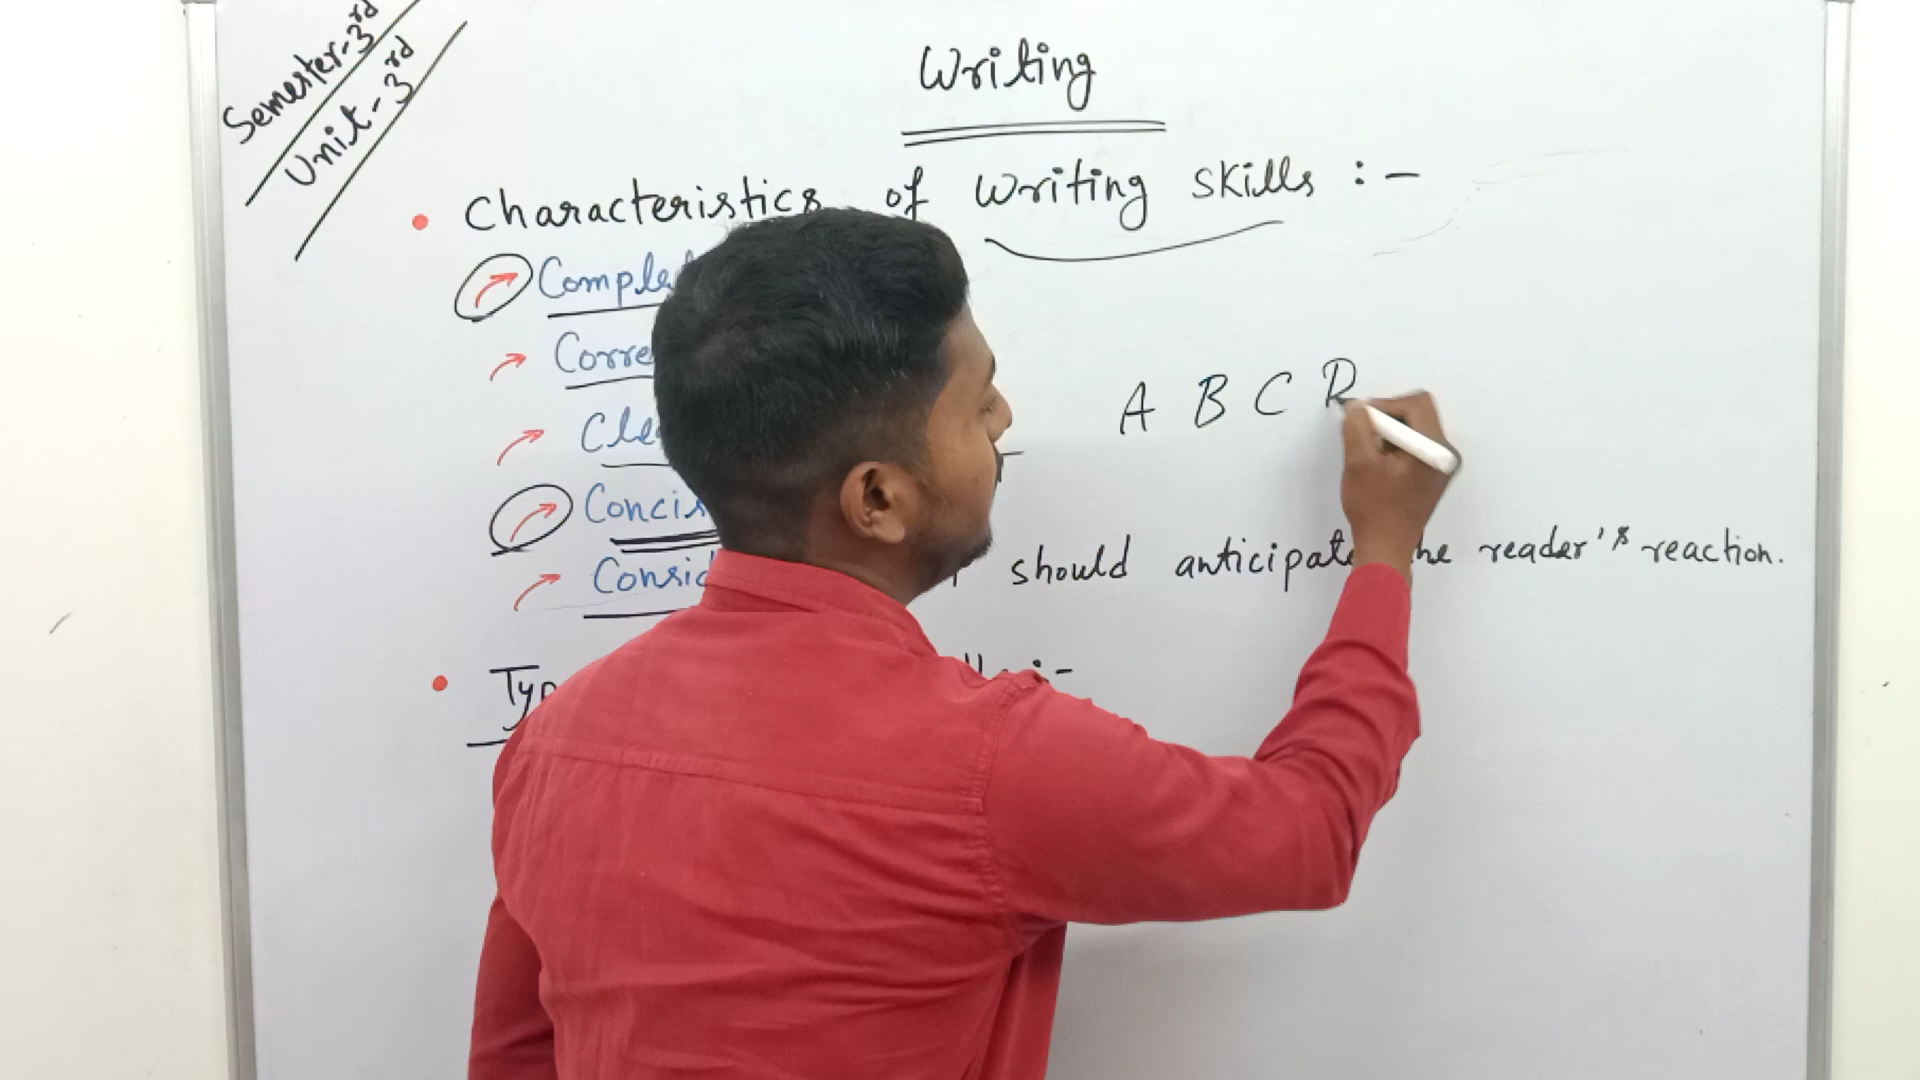 Semester-3rd
Unit-3rd
Writing
• Characteristics of Writing skills :-
Comple
Corre
Cle
A B C
Concis
Consid should anticipate the reader's reaction.
• Typ :-